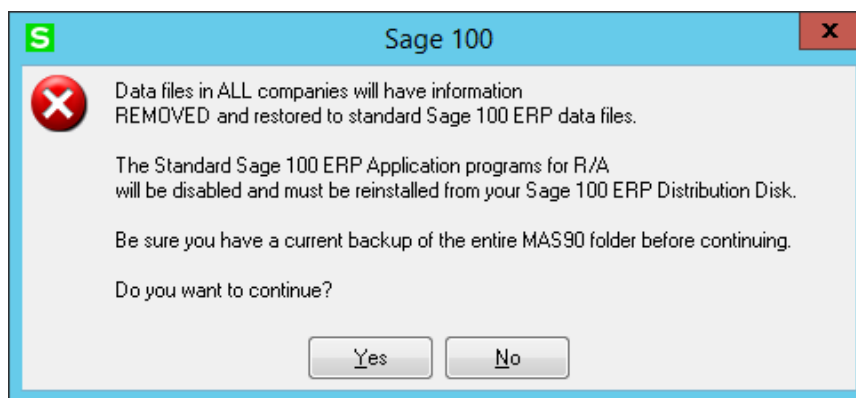 S
Sage 100
x
Data files in ALL companies will have information
REMOVED and restored to standard Sage 100 ERP data files.
The Standard Sage 100 ERP Application programs for R/A
will be disabled and must be reinstalled from your Sage 100 ERP Distribution Disk.
Be sure you have a current backup of the entire MAS90 folder before continuing.
Do you want to continue?
Yes
No